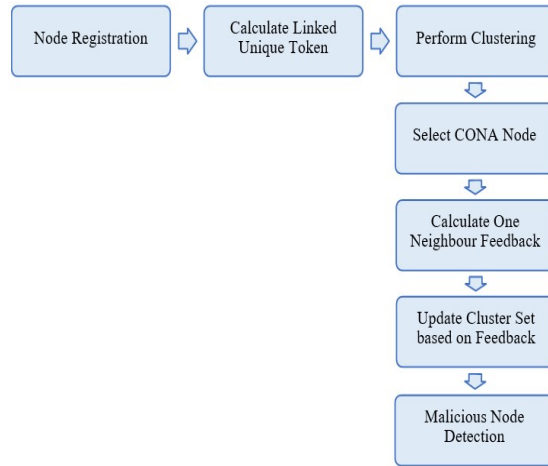 Node Registration
Calculate Linked
Unique Token
Perform Clustering
Select CONA Node
Calculate One
Neighbour Feedback
Update Cluster Set
based on Feedback
Malicious Node
Detection